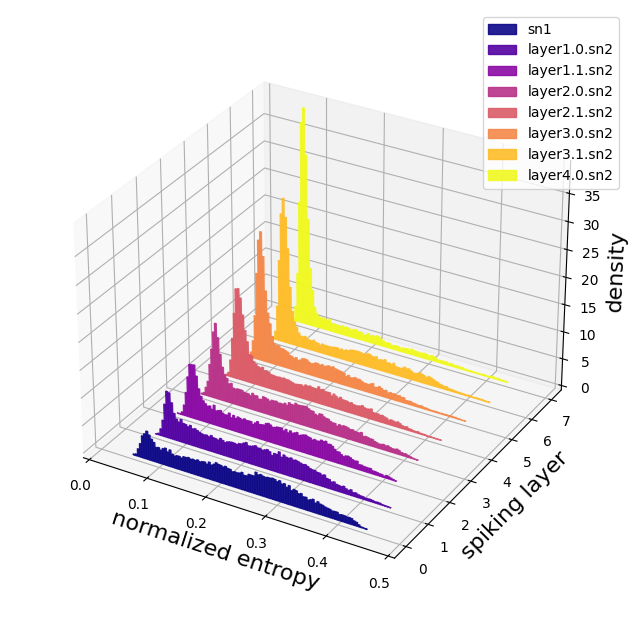 sn1
layer1.0.sn2
layer1.1.sn2
layer2.0.sn2
layer2.1.sn2
layer3.0.sn2
layer3.1.sn2
layer4.0.sn2
35
30
25
20
15
10
5
0
density
7
6
5
4
3
2
1
0
spiking layer
0.0
0.1
0.2
0.3
0.4
0.5
normalized entropy